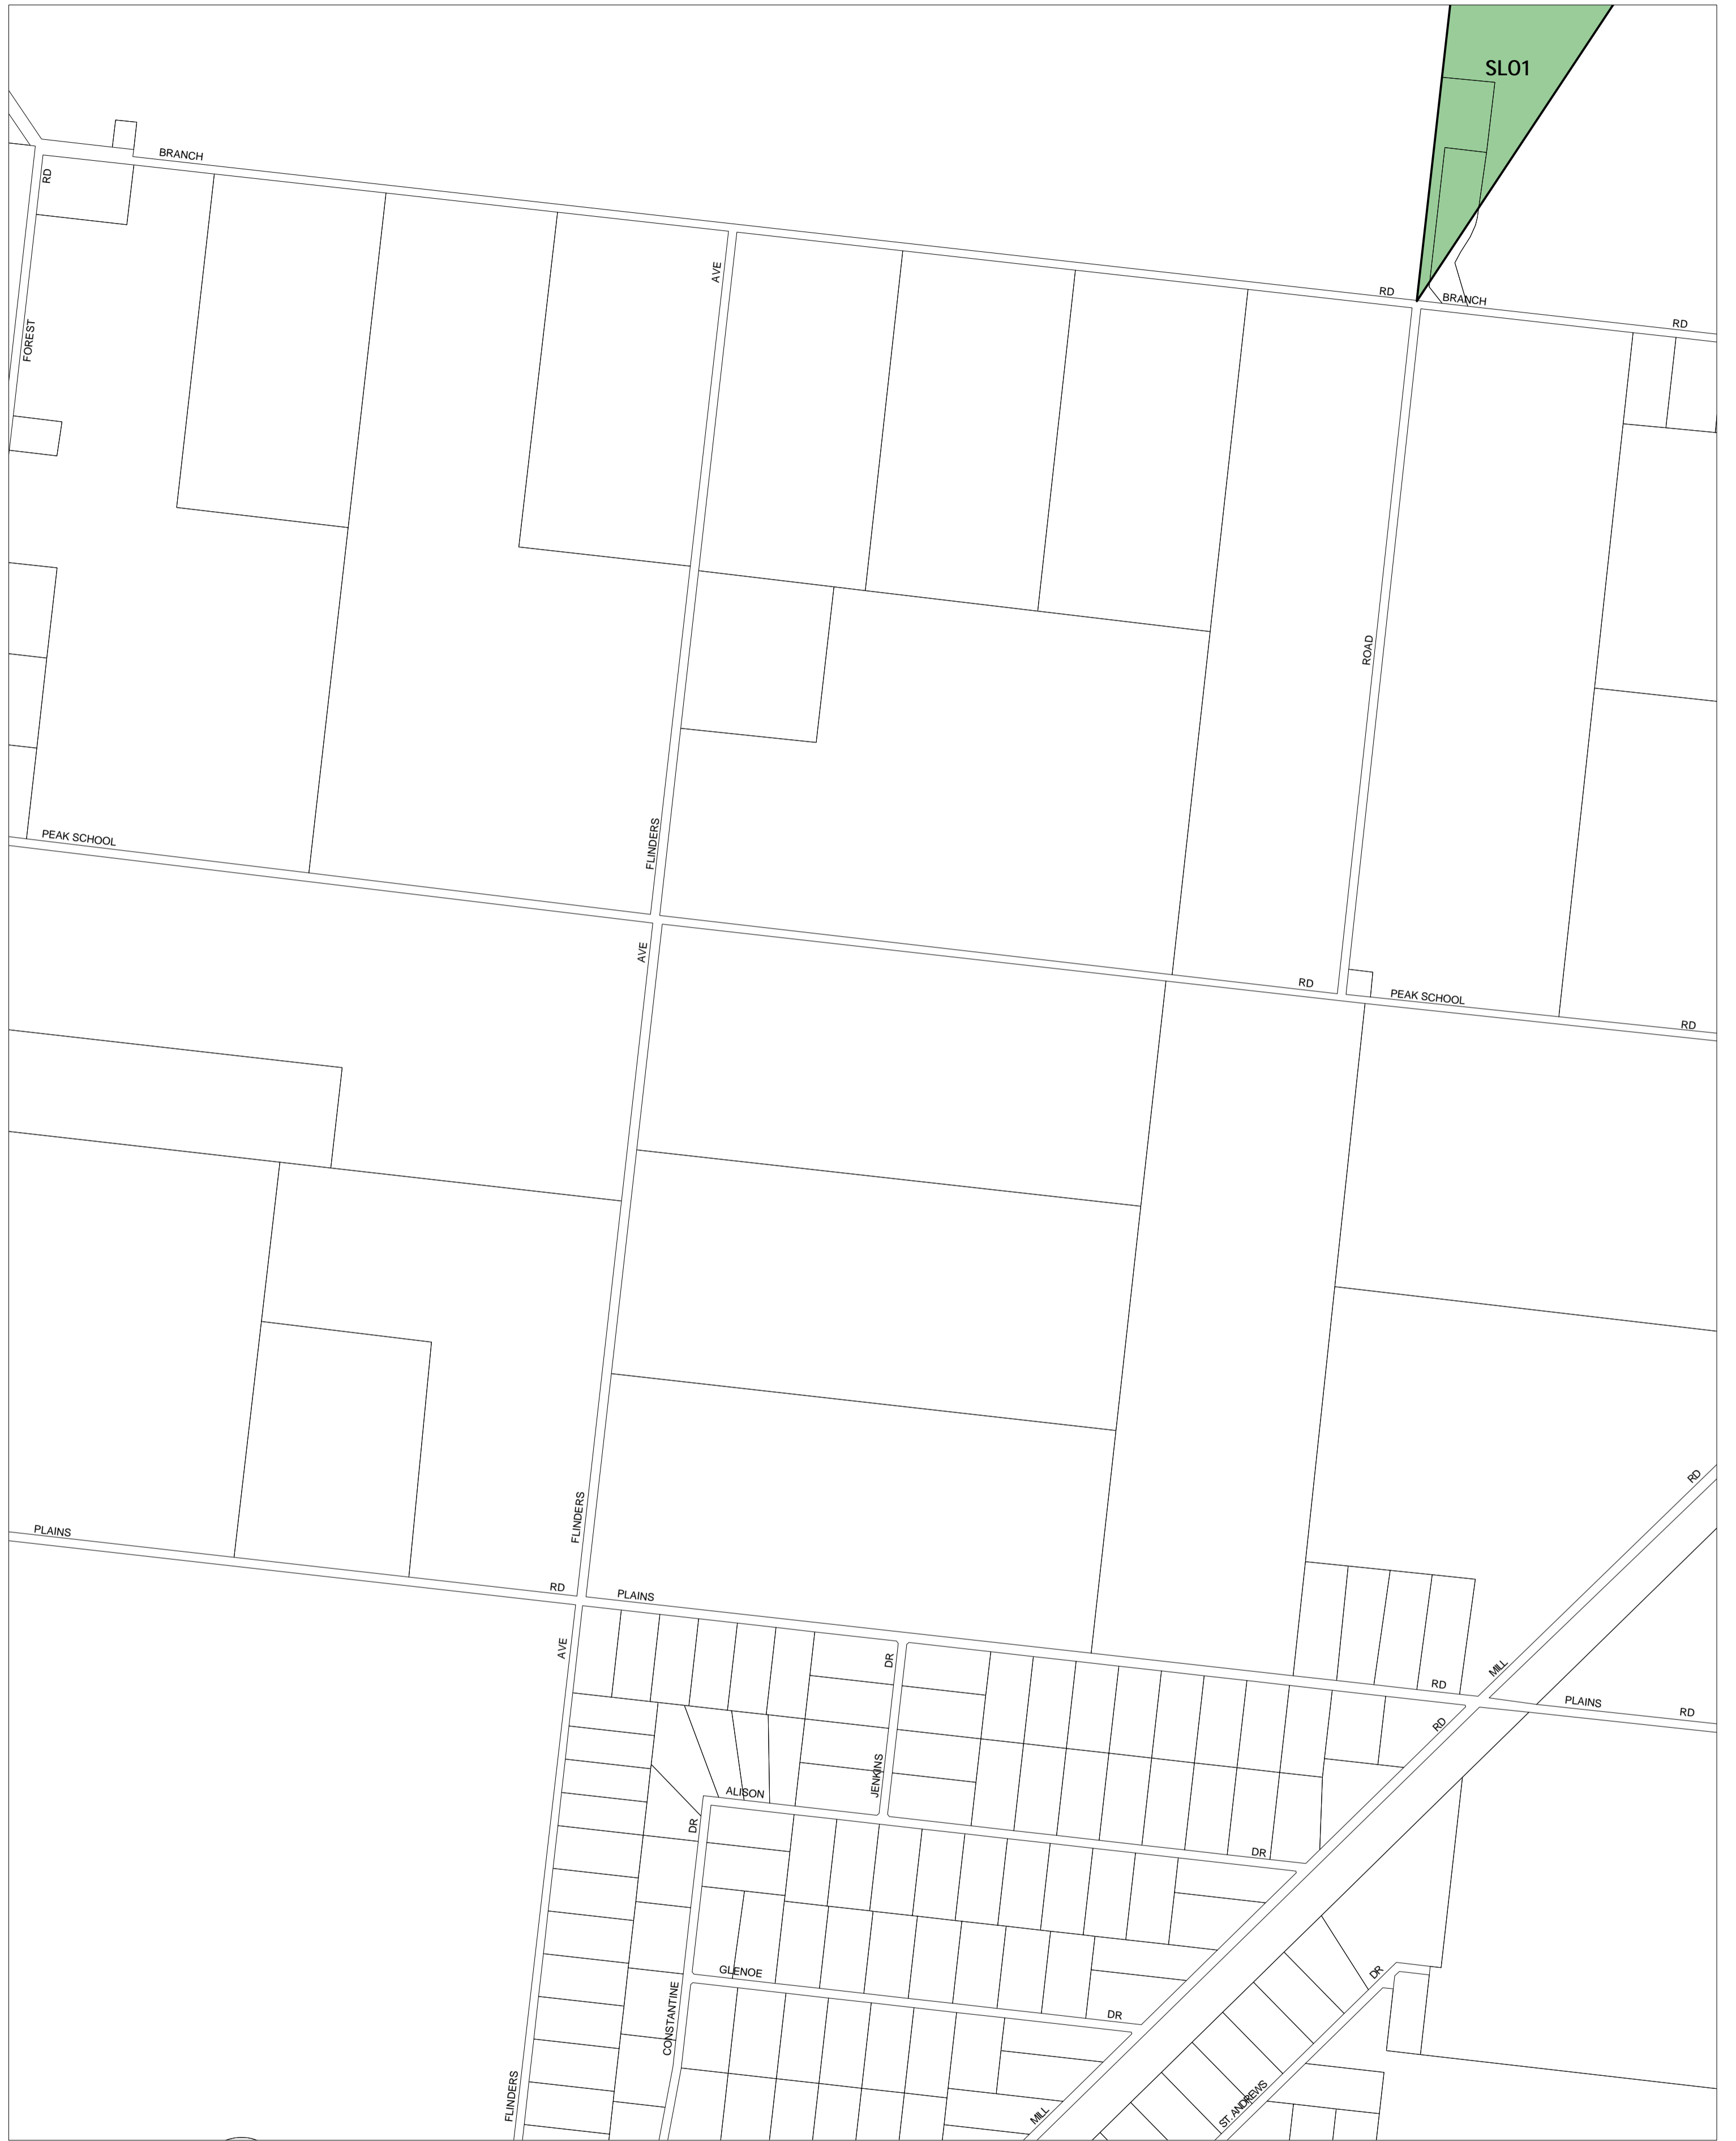 SLO1
BRANCH
RD
AVE
RD
BRANCH
RD
FOREST
ROAD
FLINDERS
PEAK SCHOOL
AVE
RD
PEAK SCHOOL
RD
RD
FLINDERS
PLAINS
RD
PLAINS
AVE
DR
RD
MILL
PLAINS
RD
RD
JENKINS
ALISON
DR
DR
GLENOE
DR
CONSTANTINE
DR
FLINDERS
MILL
ST. ANDREWS